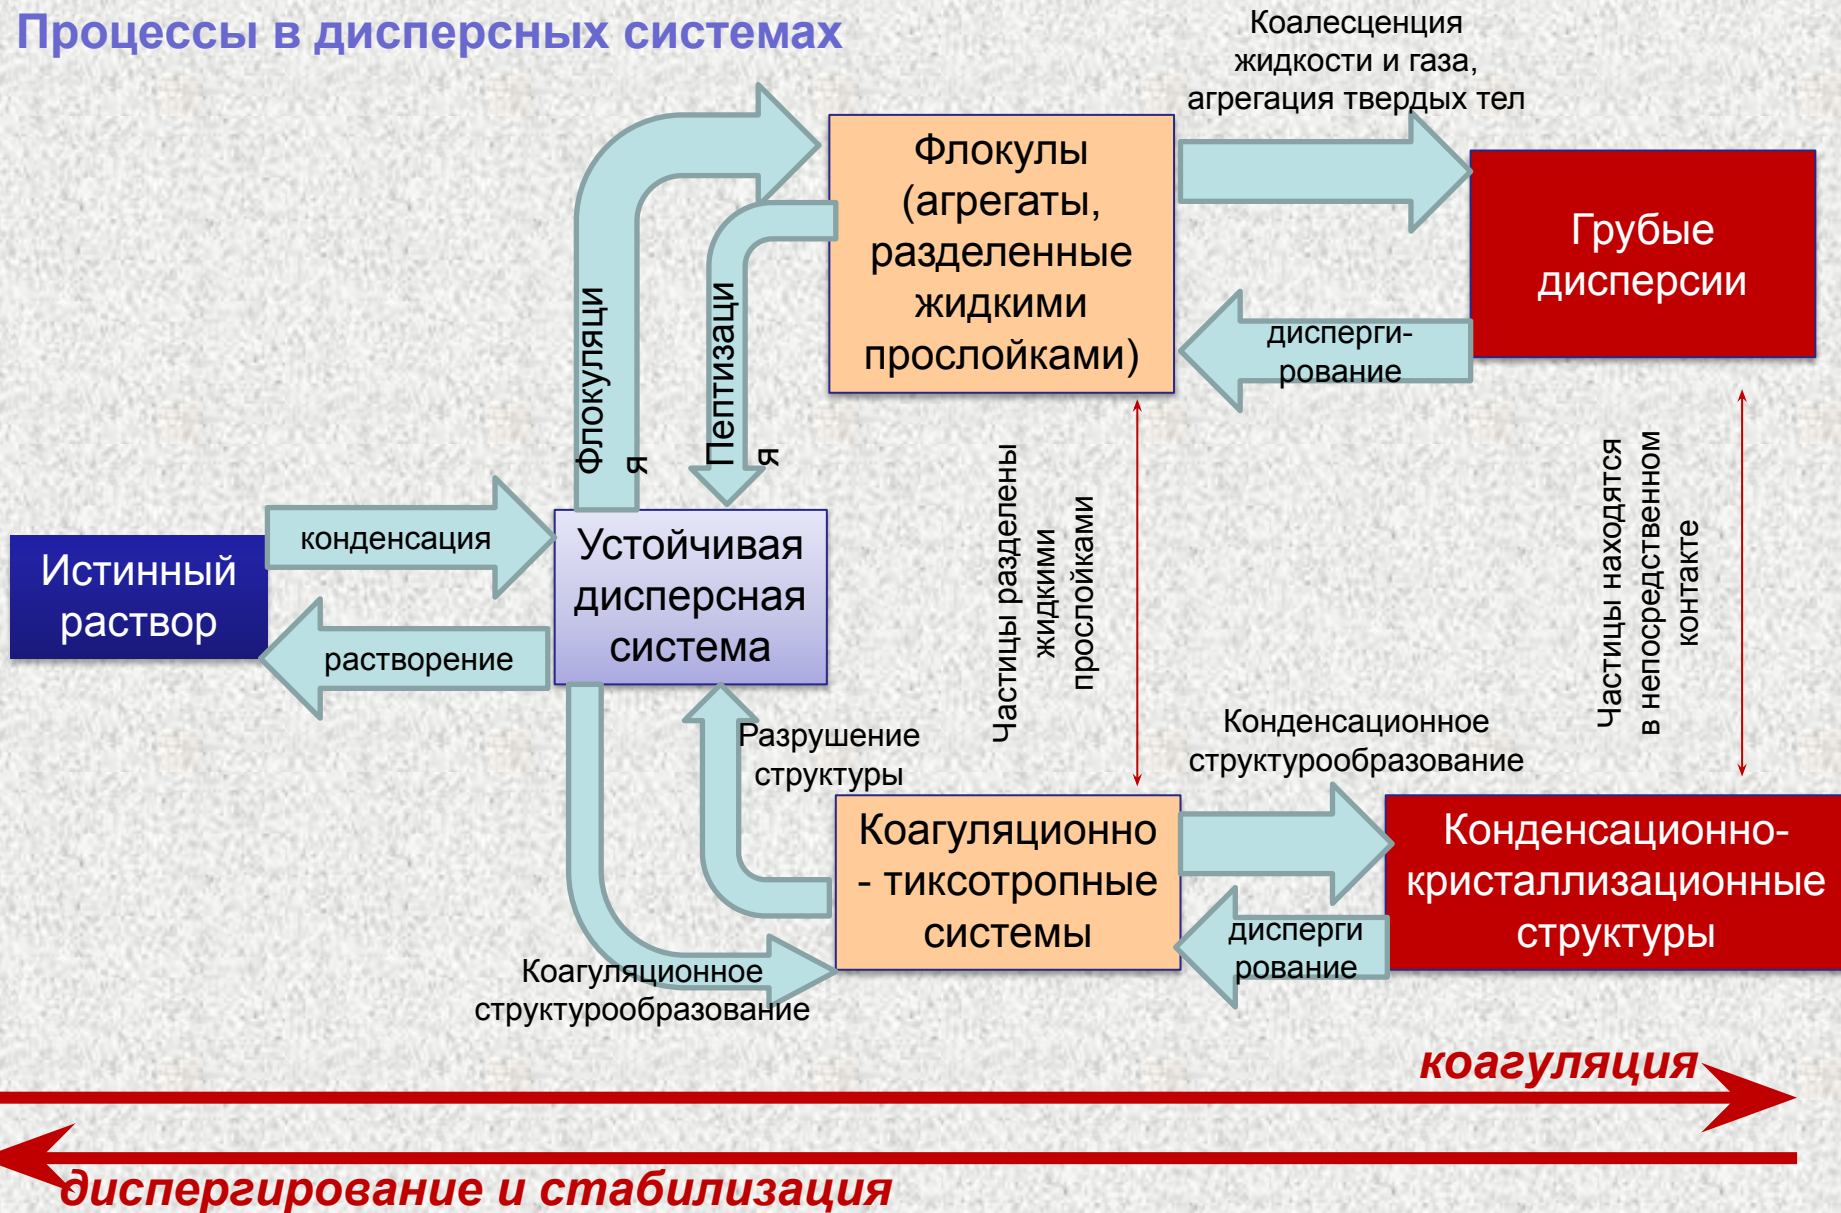 Процессы в дисперсных системах
Коалесценция
жидкости и газа,
агрегация твердых тел
Флокулы
(агрегаты,
разделенные
жидкими
прослойками)
Грубые
дисперсии
дисперги-
рование
Флокуляци
я
Пептизаци
я
Частицы разделены
жидкими
прослойками
Частицы находятся
в непосредственном
контакте
конденсация
Истинный
раствор
растворение
Устойчивая
дисперсная
система
Разрушение
структуры
Конденсационное
структурообразование
Коагуляционно
- тиксотропные
системы
Конденсационно-
кристаллизационные
структуры
дисперги
рование
Коагуляционное
структурообразование
коагуляция
диспергирование и стабилизация